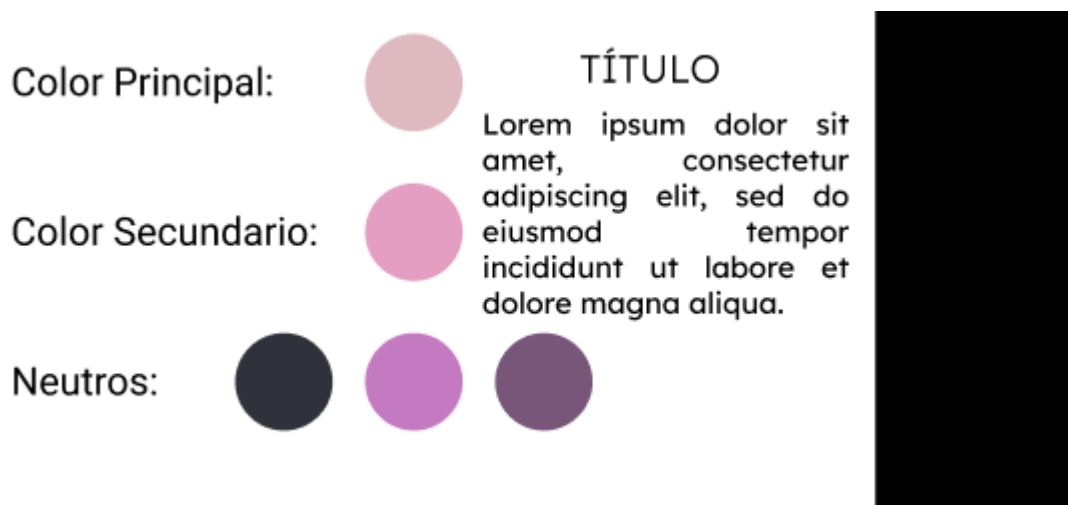 Color Principal:
TÍTULO
Lorem ipsum dolor sit
amet, consectetur
adipiscing elit, sed do
eiusmod tempor
incididunt ut labore et
dolore magna aliqua.
Color Secundario:
Neutros: